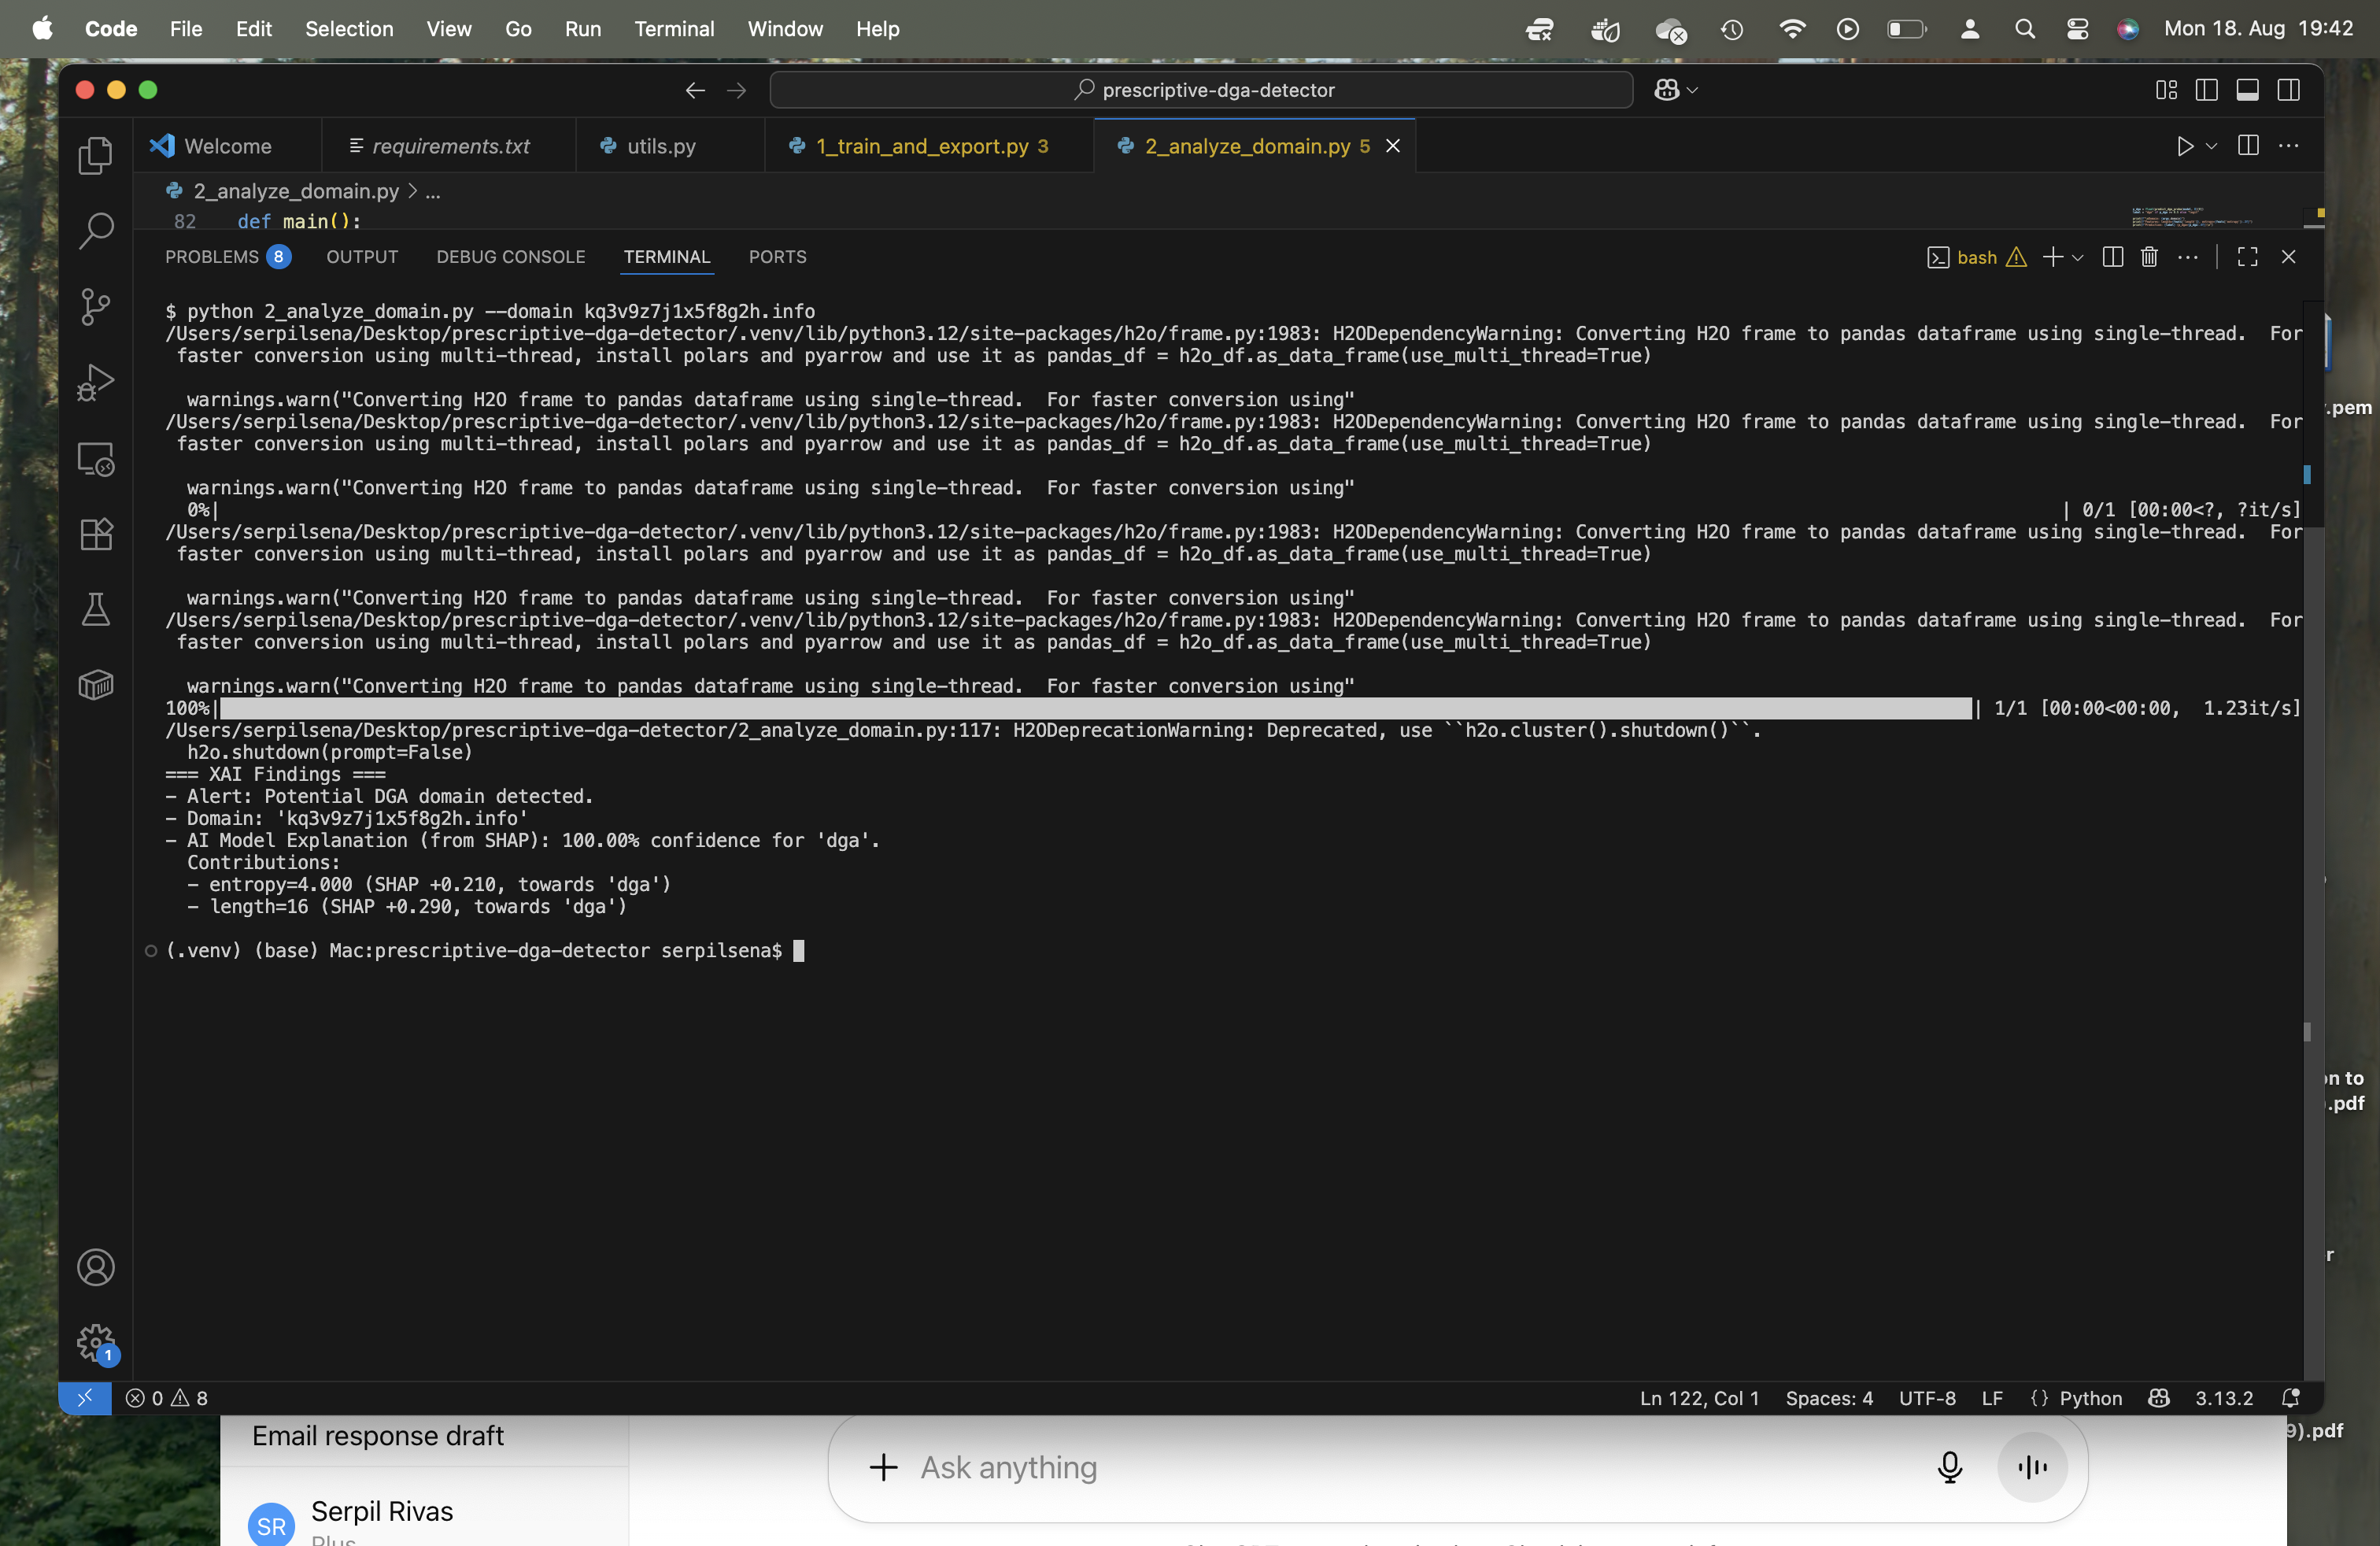 Code File Edit Selection View Go Run Terminal Window Help Mon 18. Aug 19:42
prescriptive-dga-detector
Welcome requirements.txt utils.py 1_train_and_export.py 3 2_analyze_domain.py 5
2_analyze_domain.py > ...
82 def main():
PROBLEMS 8 OUTPUT DEBUG CONSOLE TERMINAL PORTS bash
$ python 2_analyze_domain.py --domain kq3v9z7j1x5f8g2h.info
/Users/serpilsena/Desktop/prescriptive-dga-detector/.venv/lib/python3.12/site-packages/h2o/frame.py:1983: H2ODependencyWarning: Converting H2O frame to pandas dataframe using single-thread.  For
faster conversion using multi-thread, install polars and pyarrow and use it as pandas_df = h2o_df.as_data_frame(use_multi_thread=True)
warnings.warn("Converting H2O frame to pandas dataframe using single-thread.  For faster conversion using"
/Users/serpilsena/Desktop/prescriptive-dga-detector/.venv/lib/python3.12/site-packages/h2o/frame.py:1983: H2ODependencyWarning: Converting H2O frame to pandas dataframe using single-thread.  For
faster conversion using multi-thread, install polars and pyarrow and use it as pandas_df = h2o_df.as_data_frame(use_multi_thread=True)
warnings.warn("Converting H2O frame to pandas dataframe using single-thread.  For faster conversion using"
0%| | 0/1 [00:00<?, ?it/s]
/Users/serpilsena/Desktop/prescriptive-dga-detector/.venv/lib/python3.12/site-packages/h2o/frame.py:1983: H2ODependencyWarning: Converting H2O frame to pandas dataframe using single-thread.  For
faster conversion using multi-thread, install polars and pyarrow and use it as pandas_df = h2o_df.as_data_frame(use_multi_thread=True)
warnings.warn("Converting H2O frame to pandas dataframe using single-thread.  For faster conversion using"
/Users/serpilsena/Desktop/prescriptive-dga-detector/.venv/lib/python3.12/site-packages/h2o/frame.py:1983: H2ODependencyWarning: Converting H2O frame to pandas dataframe using single-thread.  For
faster conversion using multi-thread, install polars and pyarrow and use it as pandas_df = h2o_df.as_data_frame(use_multi_thread=True)
warnings.warn("Converting H2O frame to pandas dataframe using single-thread.  For faster conversion using"
100%| | 1/1 [00:00<00:00,  1.23it/s]
/Users/serpilsena/Desktop/prescriptive-dga-detector/2_analyze_domain.py:117: H2ODeprecationWarning: Deprecated, use ``h2o.cluster().shutdown()``.
h2o.shutdown(prompt=False)
=== XAI Findings ===
- Alert: Potential DGA domain detected.
- Domain: 'kq3v9z7j1x5f8g2h.info'
- AI Model Explanation (from SHAP): 100.00% confidence for 'dga'.
Contributions:
- entropy=4.000 (SHAP +0.210, towards 'dga')
- length=16 (SHAP +0.290, towards 'dga')
(.venv) (base) Mac:prescriptive-dga-detector serpilsena$
.pem
on to
.pdf
r
1
0 8 Ln 122, Col 1 Spaces: 4 UTF-8 LF {} Python 3.13.2
9).pdf
Email response draft
Ask anything
SR Serpil Rivas
Plus